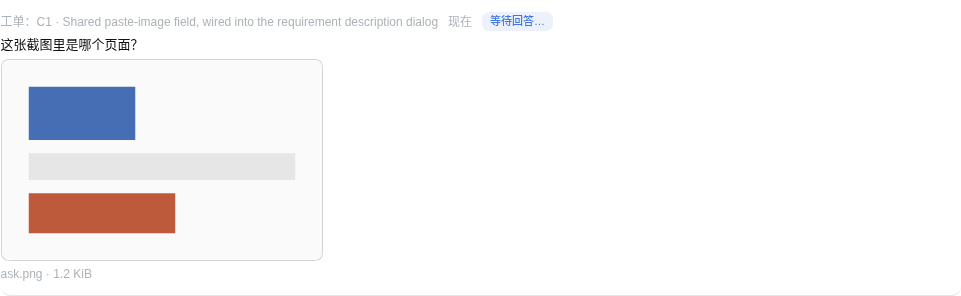 工单：C1 · Shared paste-image field, wired into the requirement description dialog 现在 等待回答…
这张截图里是哪个页面？
ask.png · 1.2 KiB